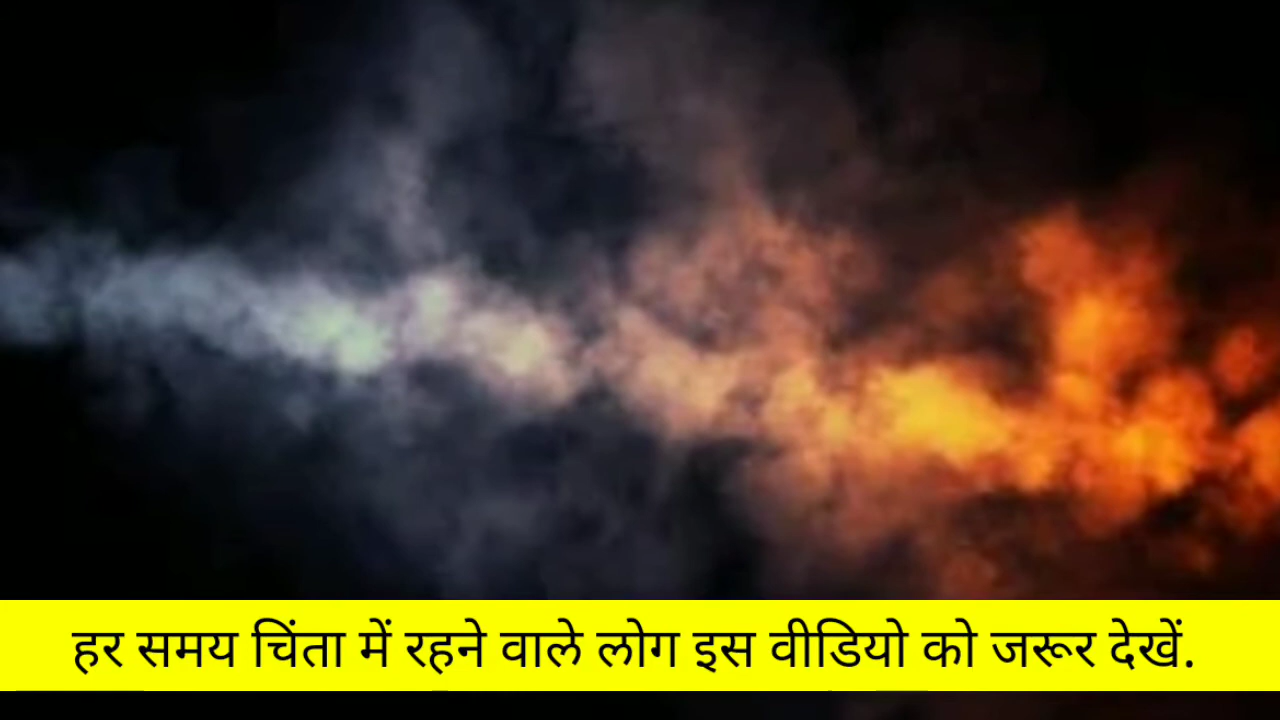 हर समय चिंता में रहने वाले लोग इस वीडियो को जरूर देखें.